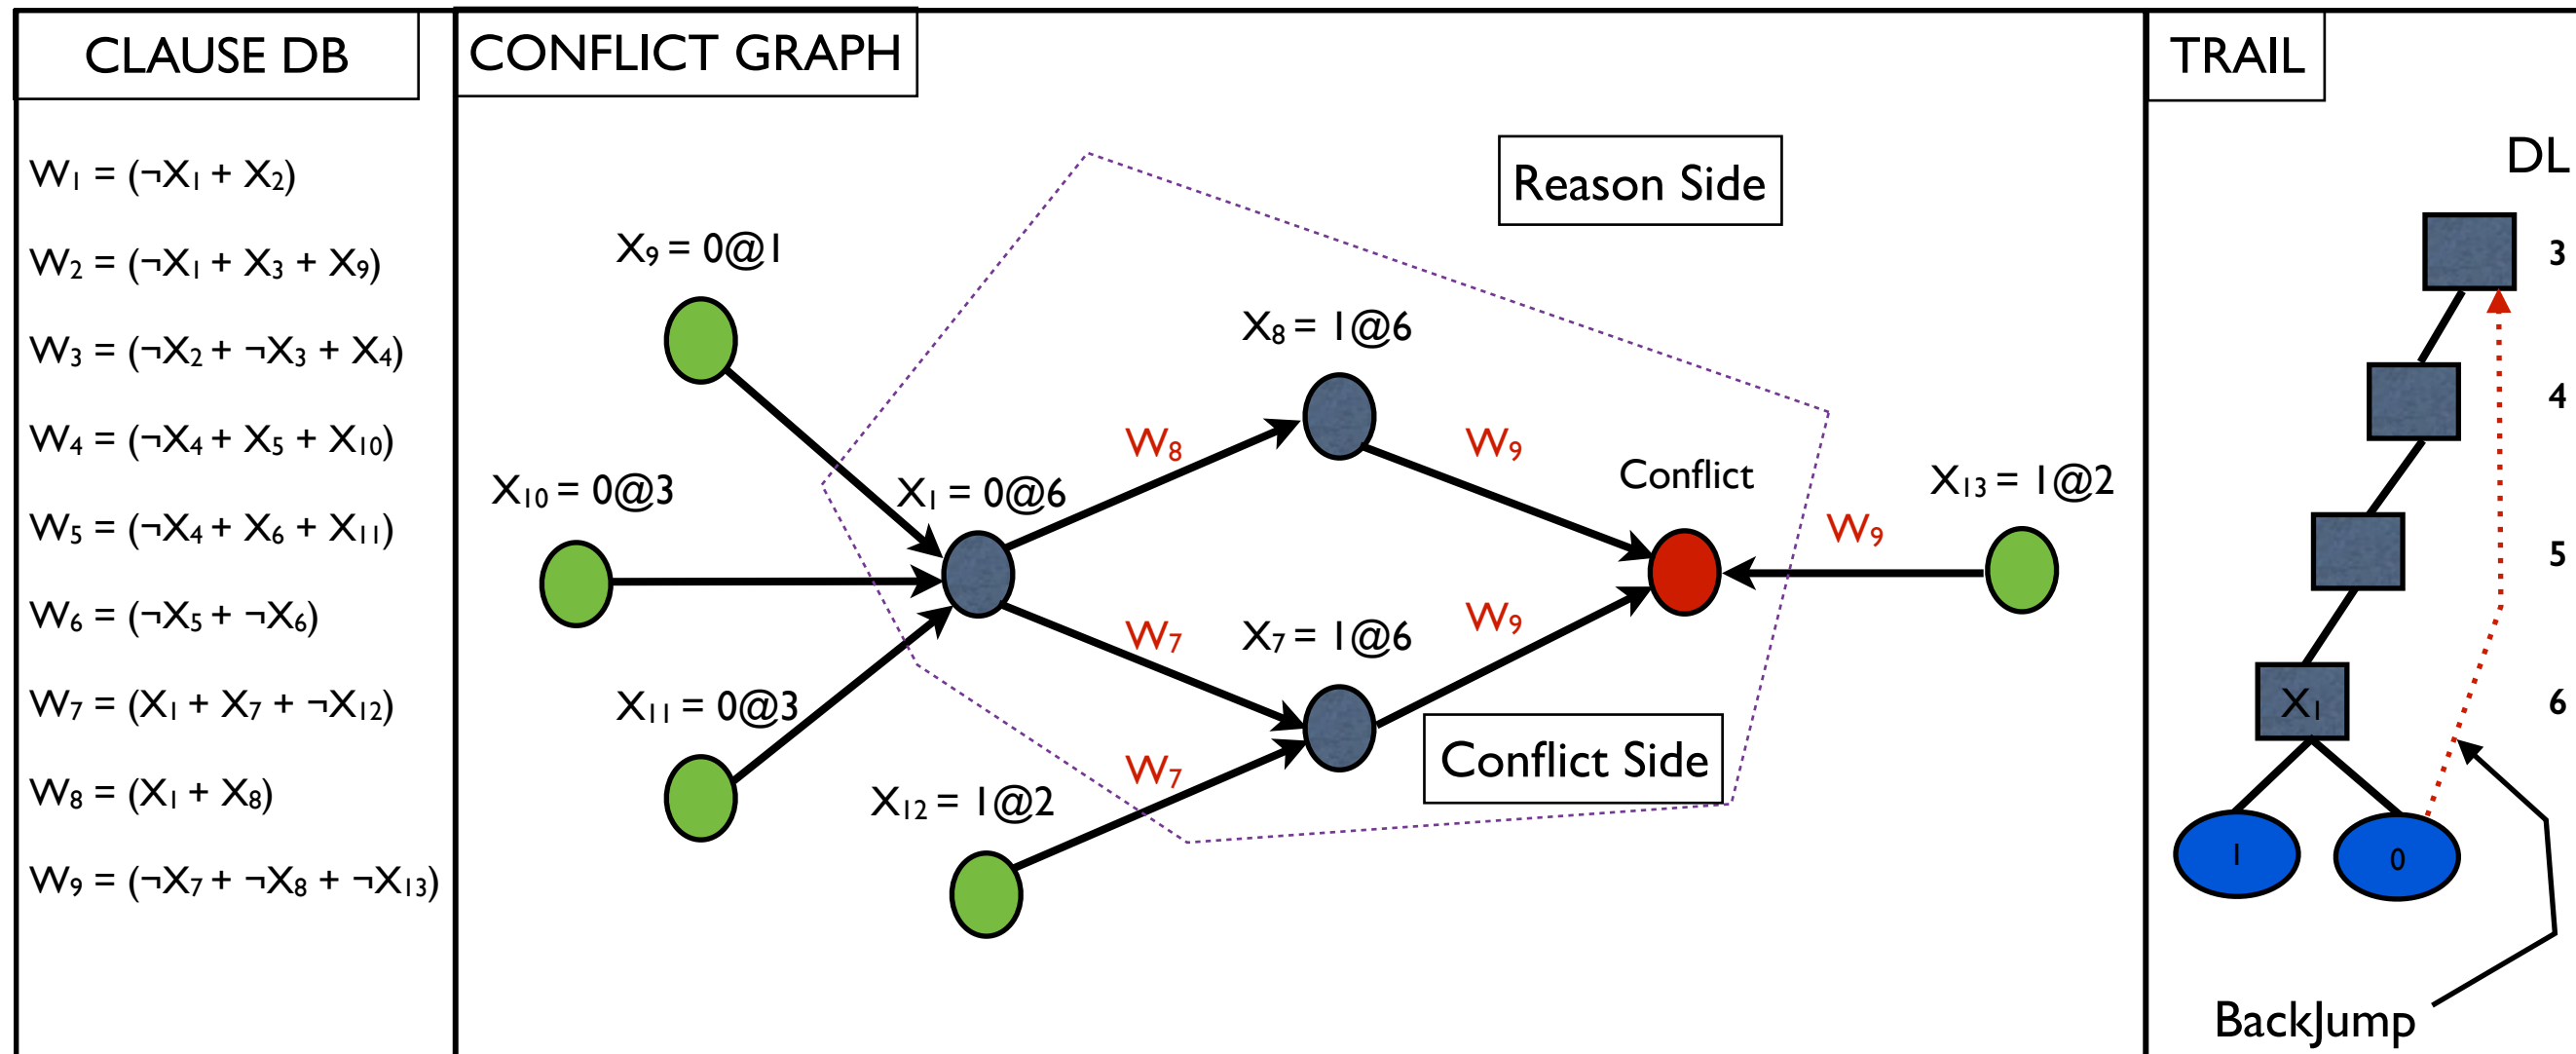 CLAUSE DB
W₁ = (¬X₁ + X₂)
W₂ = (¬X₁ + X₃ + X₉)
W₃ = (¬X₂ + ¬X₃ + X₄)
W₄ = (¬X₄ + X₅ + X₁₀)
W₅ = (¬X₄ + X₆ + X₁₁)
W₆ = (¬X₅ + ¬X₆)
W₇ = (X₁ + X₇ + ¬X₁₂)
W₈ = (X₁ + X₈)
W₉ = (¬X₇ + ¬X₈ + ¬X₁₃)
CONFLICT GRAPH
Reason Side
X₉ = 0@1
X₈ = 1@6
W₈
W₉
Conflict
X₁₀ = 0@3
X₁ = 0@6
X₁₃ = 1@2
W₉
W₇
X₇ = 1@6
W₉
X₁₁ = 0@3
Conflict Side
W₇
X₁₂ = 1@2
TRAIL
DL
3
4
5
X₁
6
1
0
BackJump